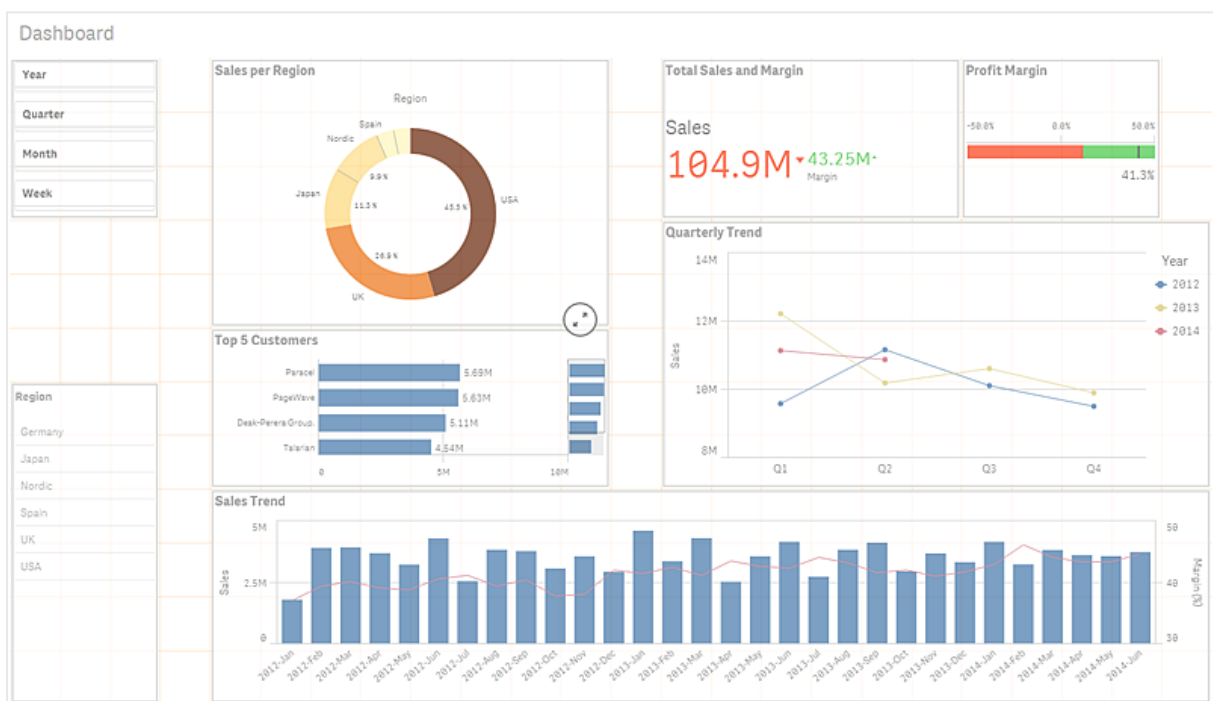 Dashboard
Year
Quarter
Month
Week
Region
Germany
Japan
Nordic
Spain
UK
USA
Sales per Region
Region
Spain
Nordic
9.9%
Japan
11.3%
45.5%
USA
26.9%
UK
Top 5 Customers
Paracel
5.69M
PageWave
5.63M
Deak-Perera Group.
5.11M
Talarian
4.54M
0
5M
10M
Total Sales and Margin
Sales
104.9M
43.25M
Margin
Profit Margin
-50.0%
0.0%
50.0%
41.3%
Quarterly Trend
14M
12M
10M
8M
Sales
Q1
Q2
Q3
Q4
Year
2012
2013
2014
Sales Trend
5M
2.5M
0
Sales
50
40
30
Margin (%)
2012-Jan
2012-Feb
2012-Mar
2012-Apr
2012-May
2012-Jun
2012-Jul
2012-Aug
2012-Sep
2012-Oct
2012-Nov
2012-Dec
2013-Jan
2013-Feb
2013-Mar
2013-Apr
2013-May
2013-Jun
2013-Jul
2013-Aug
2013-Sep
2013-Oct
2013-Nov
2013-Dec
2014-Jan
2014-Feb
2014-Mar
2014-Apr
2014-May
2014-Jun